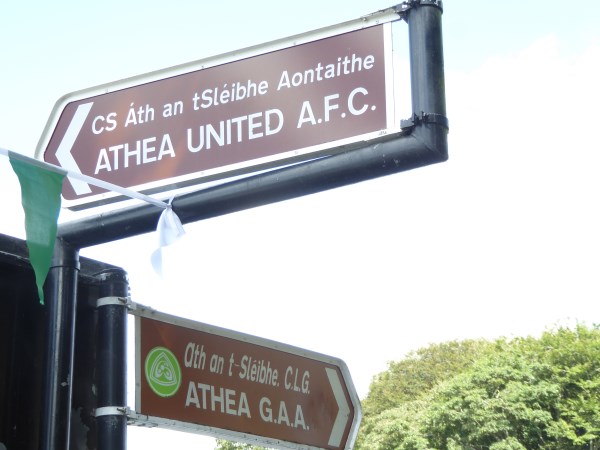 CS Áth an tSléibhe Aontaithe
ATHEA UNITED A.F.C.
Áth an t-Sléibhe. C.L.G.
ATHEA G.A.A.